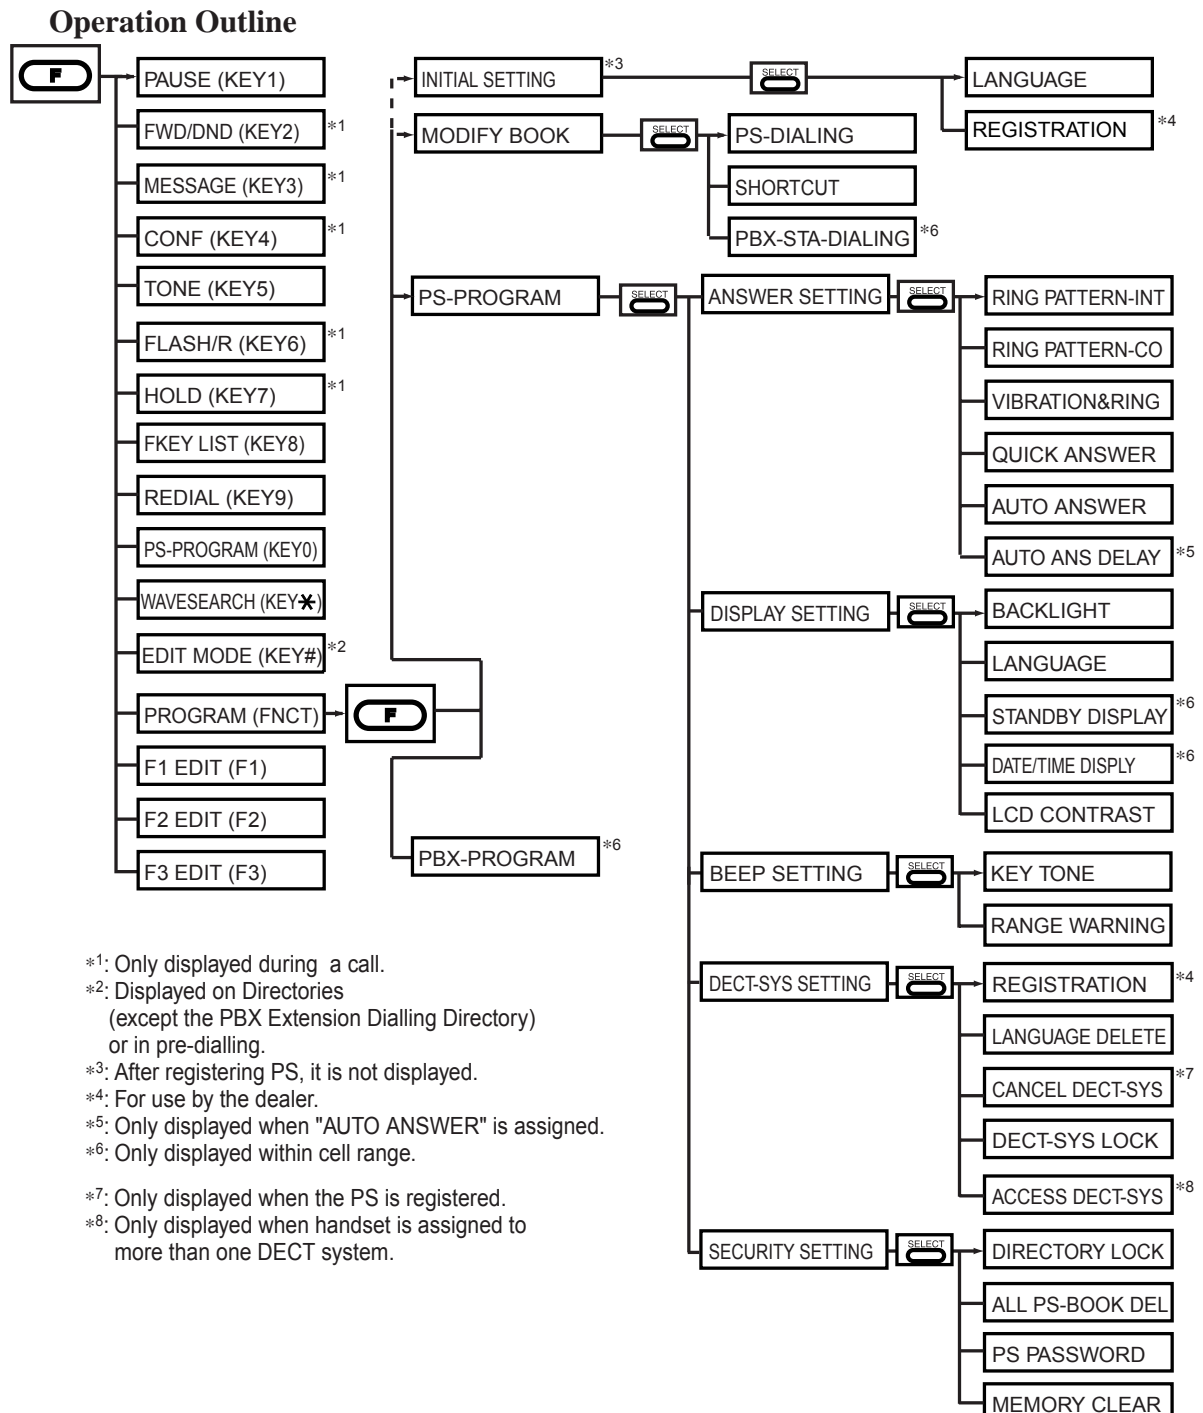 Operation Outline
F
PAUSE (KEY1)
FWD/DND (KEY2) *1
MESSAGE (KEY3) *1
CONF (KEY4) *1
TONE (KEY5)
FLASH/R (KEY6) *1
HOLD (KEY7) *1
FKEY LIST (KEY8)
REDIAL (KEY9)
PS-PROGRAM (KEY0)
WAVESEARCH (KEY*)
EDIT MODE (KEY#) *2
PROGRAM (FNCT)
F
F1 EDIT (F1)
F2 EDIT (F2)
F3 EDIT (F3)
INITIAL SETTING *3
SELECT
LANGUAGE
REGISTRATION *4
MODIFY BOOK
SELECT
PS-DIALING
SHORTCUT
PBX-STA-DIALING *6
PS-PROGRAM
SELECT
ANSWER SETTING
SELECT
RING PATTERN-INT
RING PATTERN-CO
VIBRATION&RING
QUICK ANSWER
AUTO ANSWER
AUTO ANS DELAY *5
DISPLAY SETTING
SELECT
BACKLIGHT
LANGUAGE
STANDBY DISPLAY *6
DATE/TIME DISPLY *6
LCD CONTRAST
BEEP SETTING
SELECT
KEY TONE
RANGE WARNING
DECT-SYS SETTING
SELECT
REGISTRATION *4
LANGUAGE DELETE
CANCEL DECT-SYS *7
DECT-SYS LOCK
ACCESS DECT-SYS *8
SECURITY SETTING
SELECT
DIRECTORY LOCK
ALL PS-BOOK DEL
PS PASSWORD
MEMORY CLEAR
PBX-PROGRAM *6
*1: Only displayed during a call.
*2: Displayed on Directories
(except the PBX Extension Dialling Directory)
or in pre-dialling.
*3: After registering PS, it is not displayed.
*4: For use by the dealer.
*5: Only displayed when "AUTO ANSWER" is assigned.
*6: Only displayed within cell range.
*7: Only displayed when the PS is registered.
*8: Only displayed when handset is assigned to
more than one DECT system.